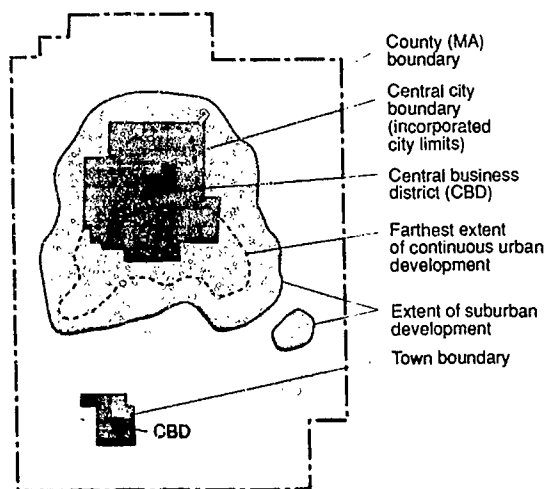 County (MA)
boundary
Central city
boundary
(incorporated
city limits)
Central business
district (CBD)
Farthest extent
of continuous urban
development
Extent of suburban
development
Town boundary
CBD